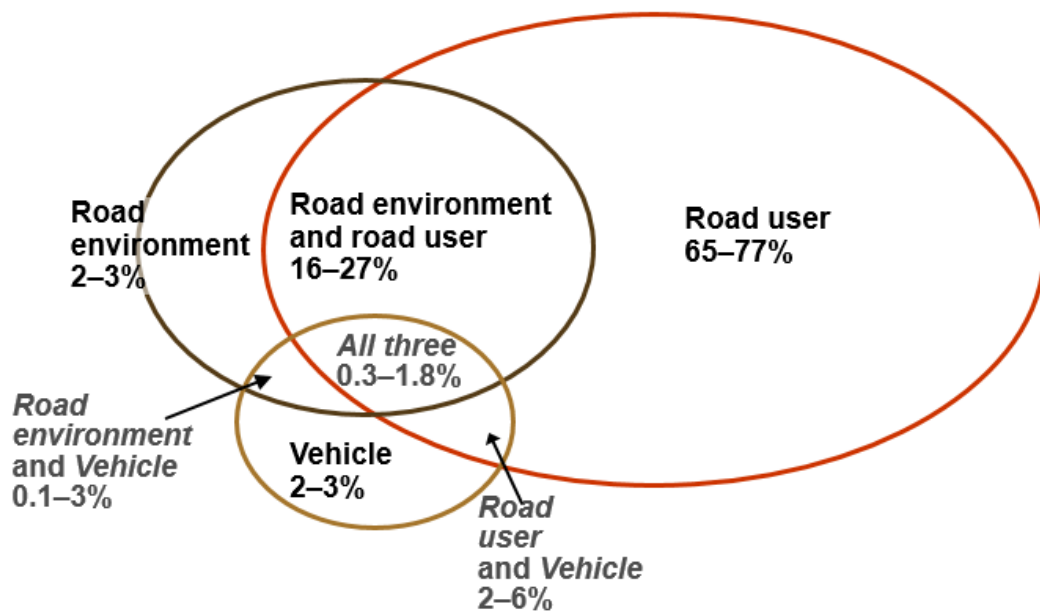 Road
environment
2–3%
Road environment
and road user
16–27%
Road user
65–77%
All three
0.3–1.8%
Road
environment
and Vehicle
0.1–3%
Vehicle
2–3%
Road
user
and Vehicle
2–6%